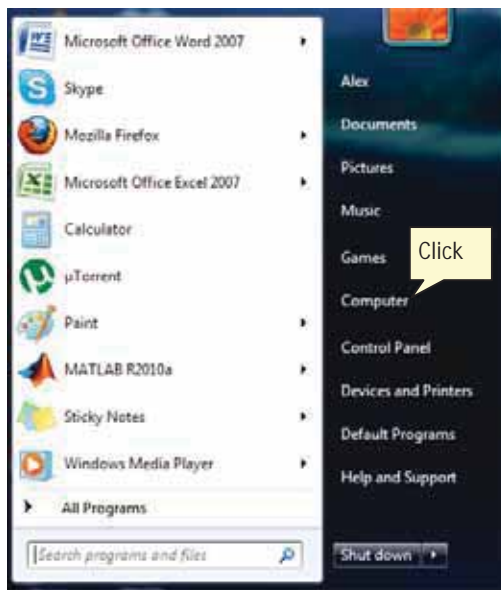 Microsoft Office Word 2007
Skype
Mozilla Firefox
Microsoft Office Excel 2007
Calculator
µTorrent
Paint
MATLAB R2010a
Sticky Notes
Windows Media Player
All Programs
Search programs and files
Alex
Documents
Pictures
Music
Games
Click
Computer
Control Panel
Devices and Printers
Default Programs
Help and Support
Shut down